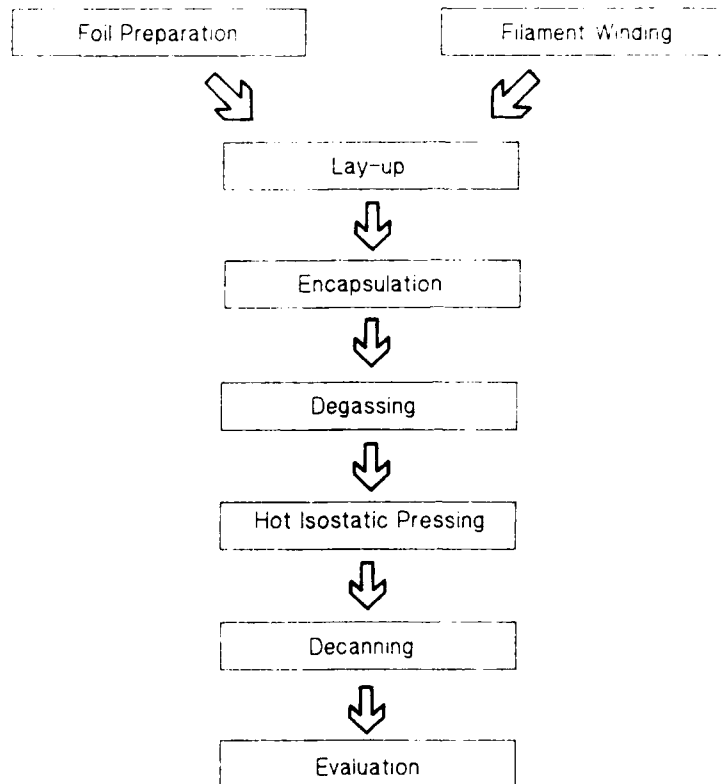 Foil Preparation
Filament Winding
Lay-up
Encapsulation
Degassing
Hot Isostatic Pressing
Decanning
Evaluation